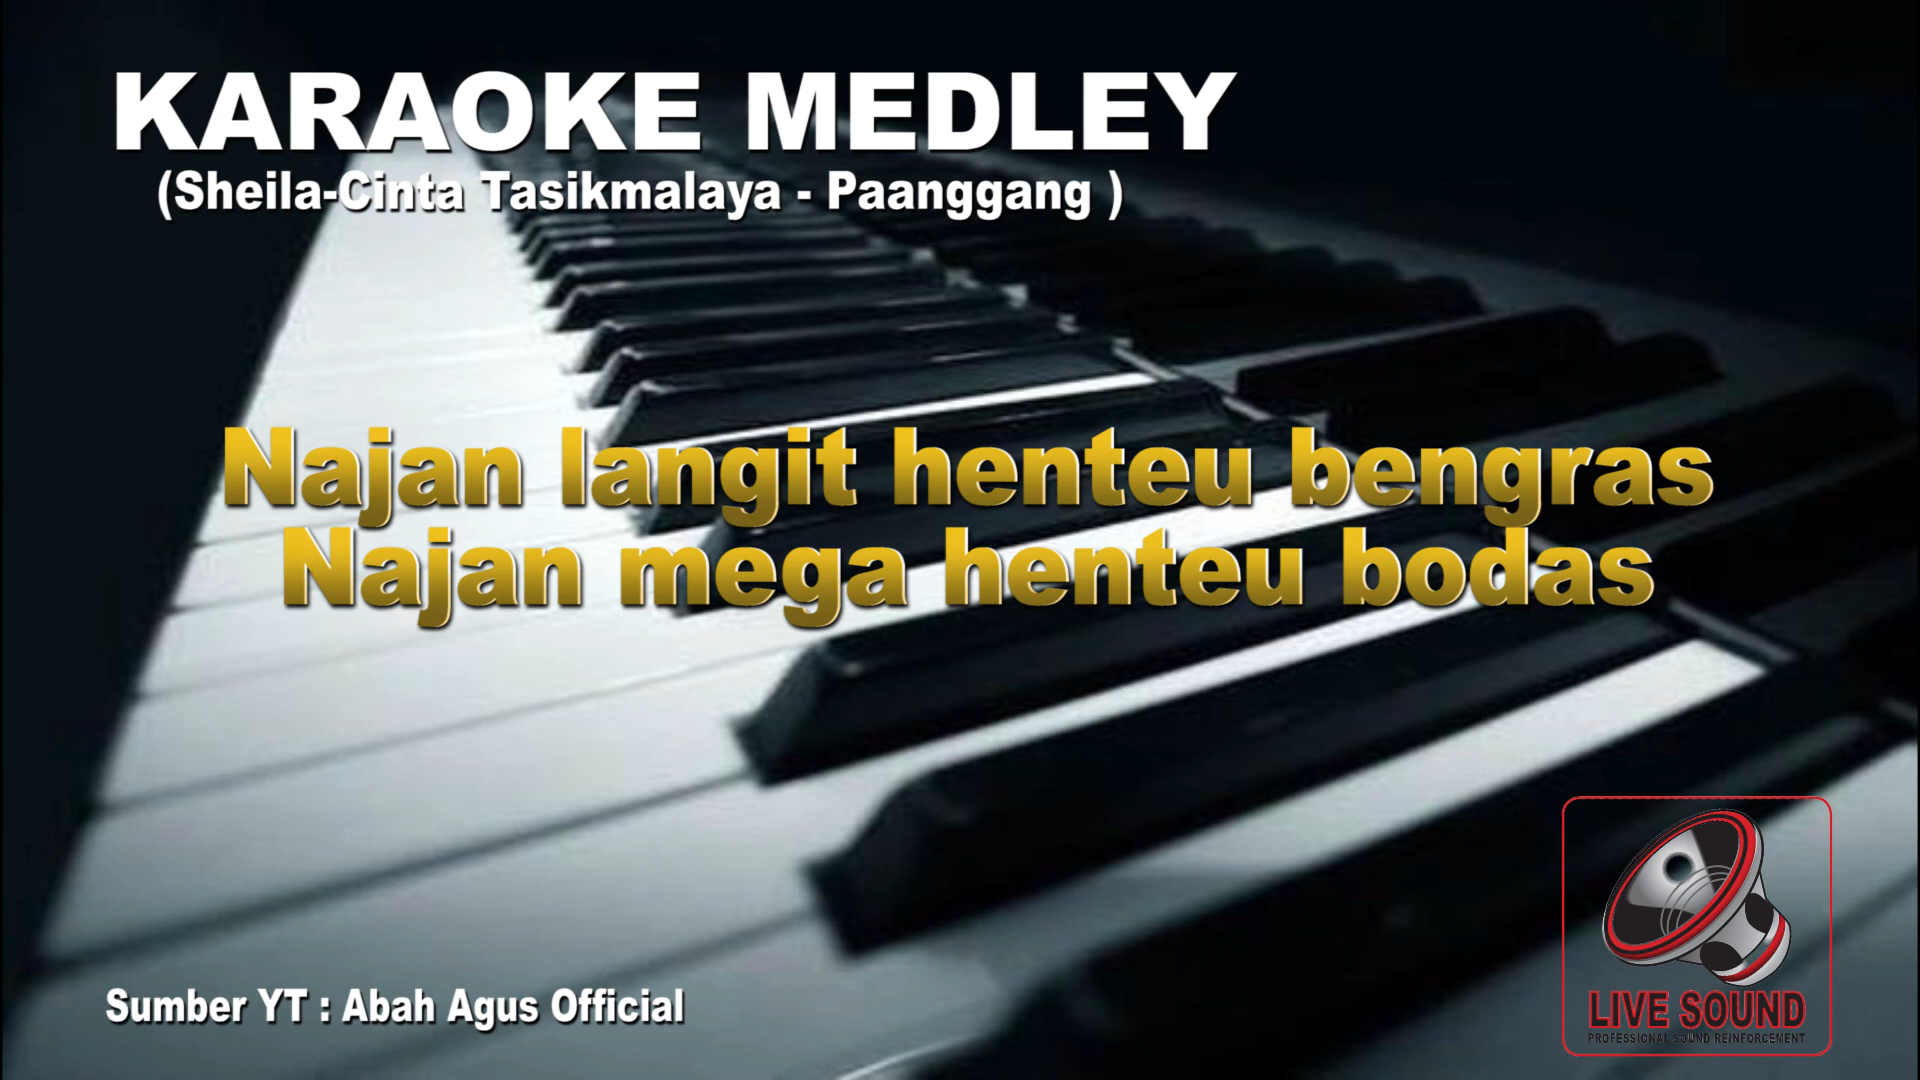 KARAOKE MEDLEY
(Sheila-Cinta Tasikmalaya - Paanggang )
Najan langit henteu bengras
Najan mega henteu bodas
Sumber YT : Abah Agus Official
LIVE SOUND
PROFESSIONAL SOUND REINFORCEMENT